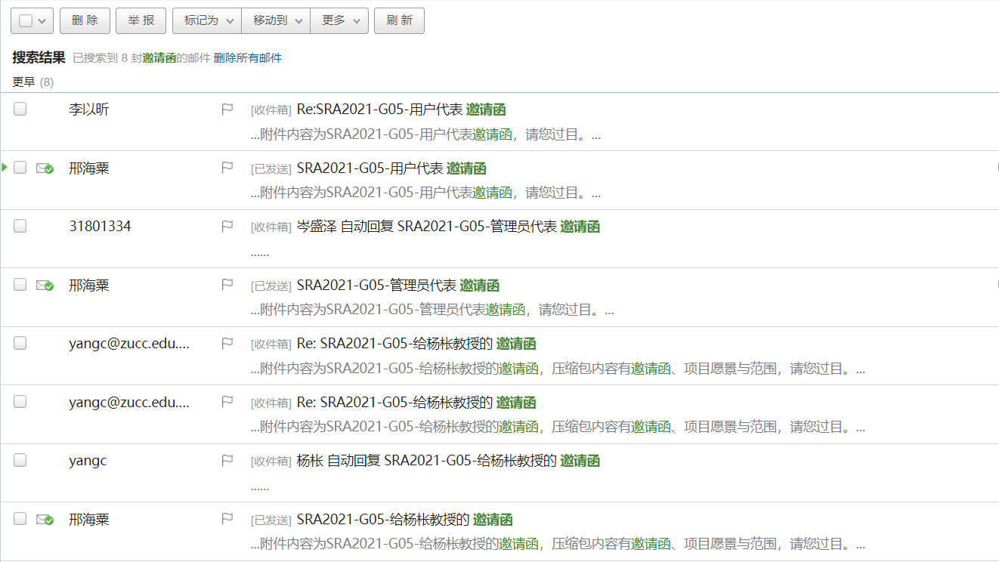 删 除 举 报 标记为 移动到 更多 刷 新
搜索结果 已搜索到 8 封邀请函的邮件 删除所有邮件
更早 (8)
李以昕 [收件箱] Re:SRA2021-G05-用户代表 邀请函
...附件内容为SRA2021-G05-用户代表邀请函，请您过目。...
邢海粟 [已发送] SRA2021-G05-用户代表 邀请函
...附件内容为SRA2021-G05-用户代表邀请函，请您过目。...
31801334 [收件箱] 岑盛泽 自动回复 SRA2021-G05-管理员代表 邀请函
......
邢海粟 [已发送] SRA2021-G05-管理员代表 邀请函
...附件内容为SRA2021-G05-管理员代表邀请函，请您过目。...
yangc@zucc.edu.... [收件箱] Re: SRA2021-G05-给杨枨教授的 邀请函
...附件内容为SRA2021-G05-给杨枨教授的邀请函，压缩包内容有邀请函、项目愿景与范围，请您过目。...
yangc@zucc.edu.... [收件箱] Re: SRA2021-G05-给杨枨教授的 邀请函
...附件内容为SRA2021-G05-给杨枨教授的邀请函，压缩包内容有邀请函、项目愿景与范围，请您过目。...
yangc [收件箱] 杨枨 自动回复 SRA2021-G05-给杨枨教授的 邀请函
......
邢海粟 [已发送] SRA2021-G05-给杨枨教授的 邀请函
...附件内容为SRA2021-G05-给杨枨教授的邀请函，压缩包内容有邀请函、项目愿景与范围，请您过目。...